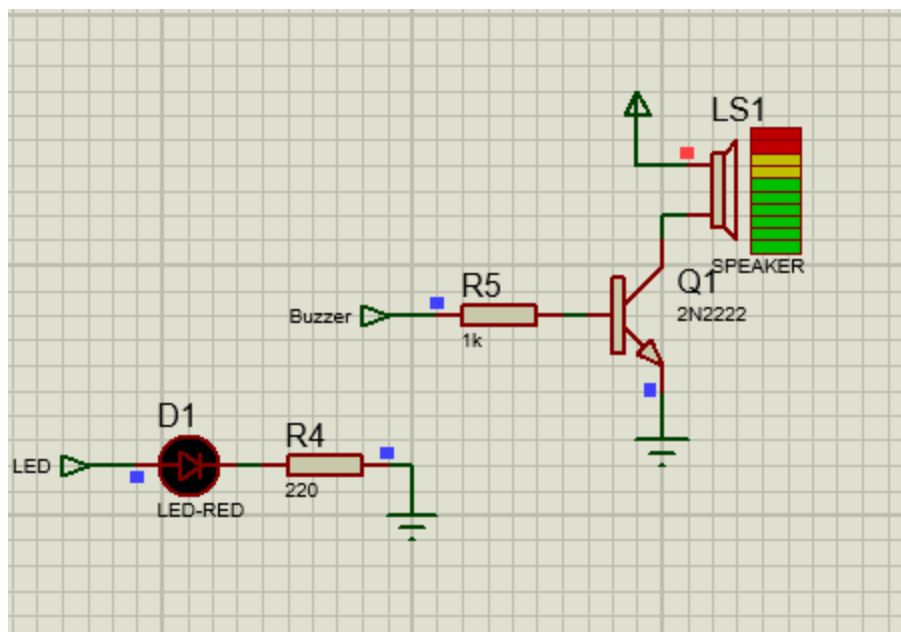 LS1
SPEAKER
Q1
2N2222
R5
Buzzer
1k
D1
R4
LED
220
LED-RED